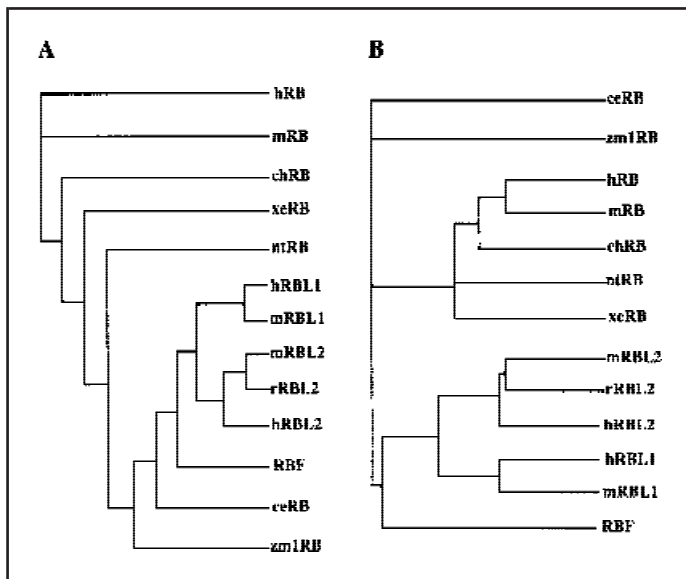 A
hRB
mRB
chRB
xeRB
ntRB
hRBL1
mRBL1
mRBL2
rRBL2
hRBL2
RBF
ceRB
zm1RB
B
ceRB
zm1RB
hRB
mRB
chRB
ntRB
xeRB
mRBL2
rRBL2
hRBL2
hRBL1
mRBL1
RBF